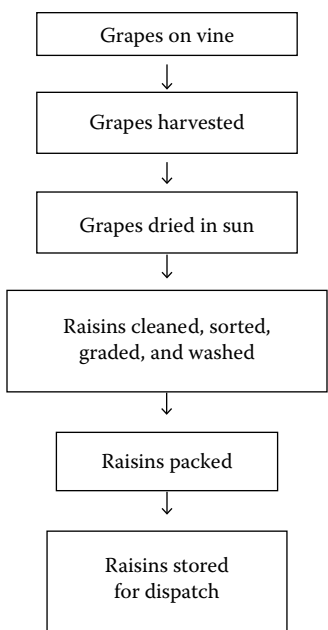 Grapes on vine
Grapes harvested
Grapes dried in sun
Raisins cleaned, sorted,
graded, and washed
Raisins packed
Raisins stored
for dispatch